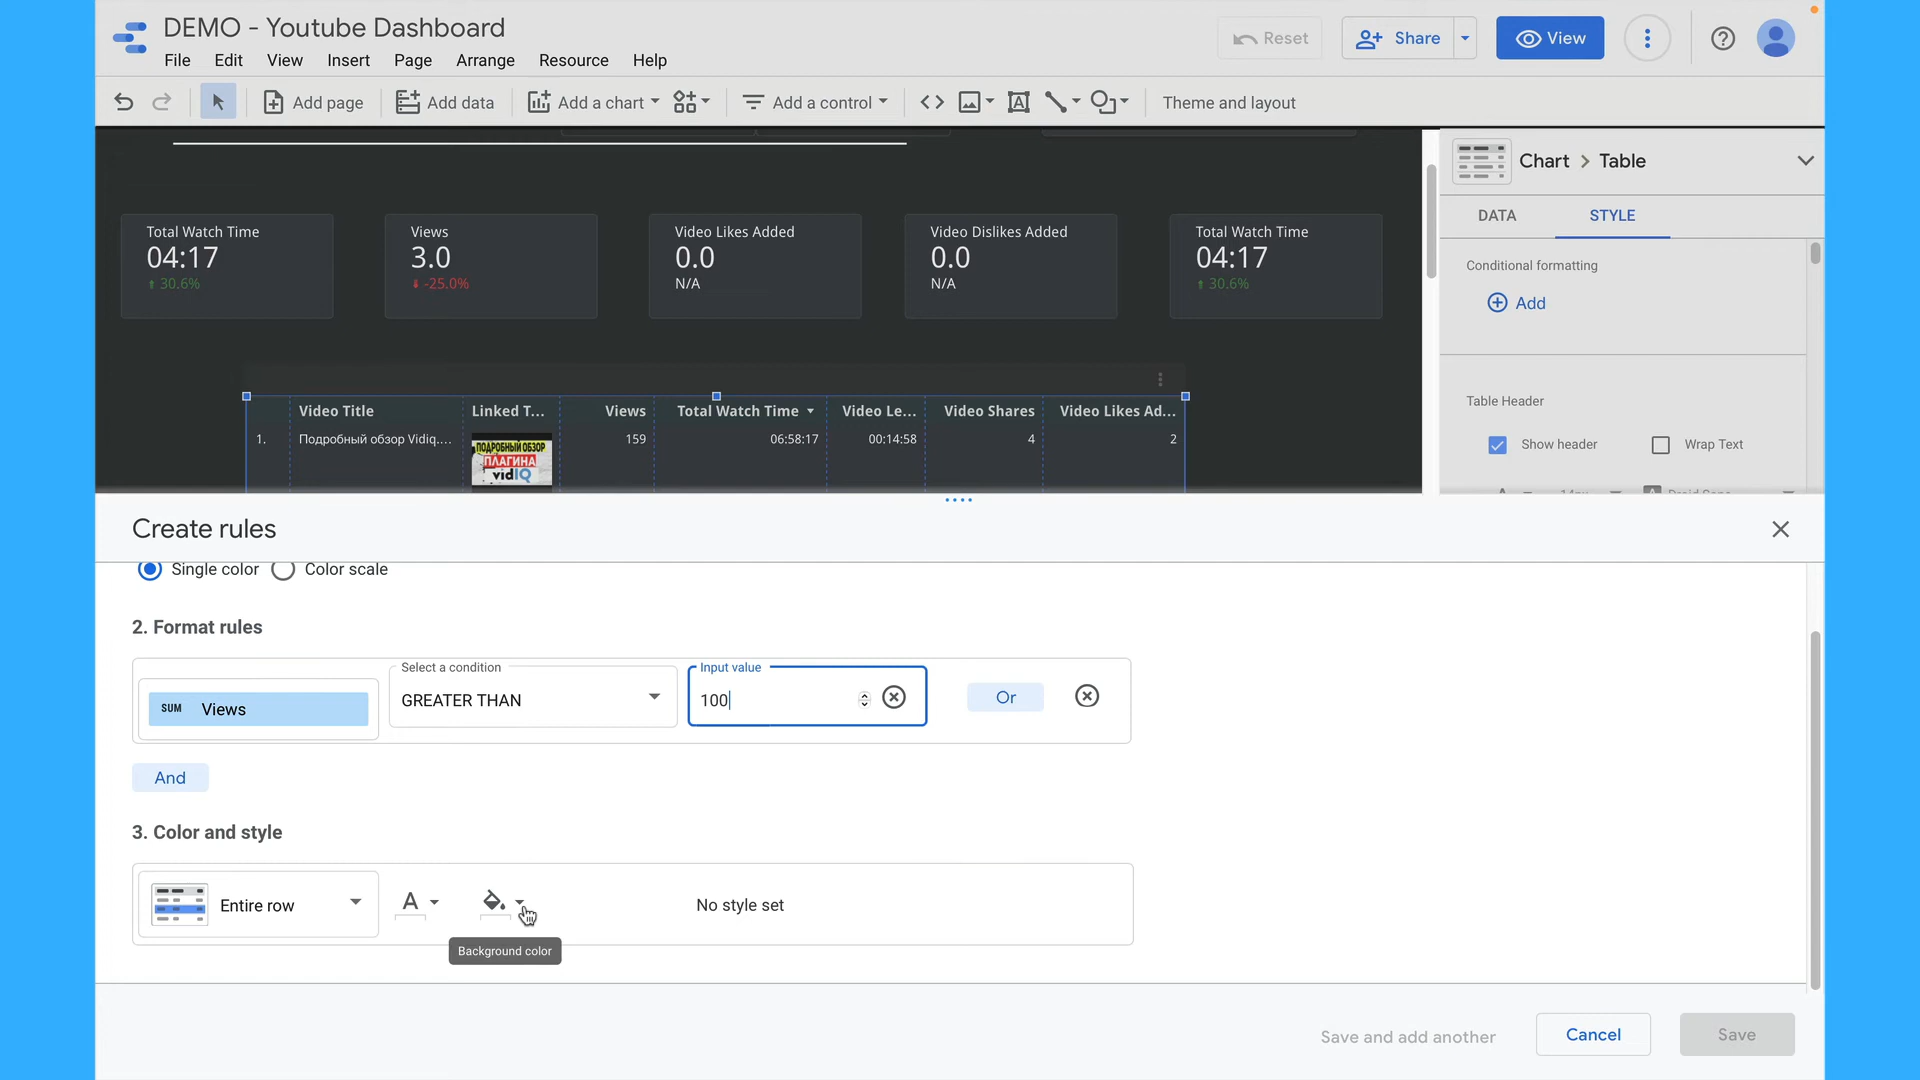 DEMO - Youtube Dashboard
Reset
Share
View
File Edit View Insert Page Arrange Resource Help
Add page
Add data
Add a chart
Add a control
Theme and layout
Chart > Table
DATA STYLE
Total Watch Time
04:17
30.6%
Views
3.0
-25.0%
Video Likes Added
0.0
N/A
Video Dislikes Added
0.0
N/A
Total Watch Time
04:17
30.6%
Conditional formatting
Add
Table Header
Show header
Wrap Text
14px
Droid Sans
Video Title Linked T... Views Total Watch Time Video Le... Video Shares Video Likes Ad...
1. Подробный обзор Vidiq.... 159 06:58:17 00:14:58 4 2
ПОДРОБНЫЙ ОБЗОР
ПЛАГИНА
vidIQ
Create rules
Single color Color scale
2. Format rules
SUM Views
Select a condition
GREATER THAN
Input value
100
Or
And
3. Color and style
Entire row
A
No style set
Background color
Save and add another
Cancel
Save